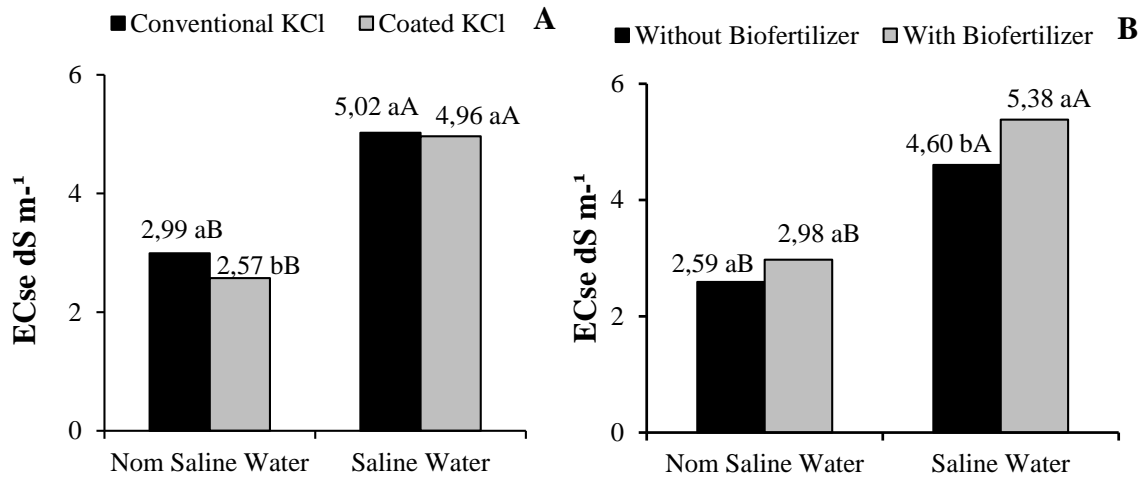 Conventional KCl Coated KCl A
ECse dS m-¹
6
4
2
0
2,99 aB
2,57 bB
5,02 aA
4,96 aA
Nom Saline Water Saline Water
Without Biofertilizer With Biofertilizer B
ECse dS m-¹
6
4
2
0
2,59 aB
2,98 aB
4,60 bA
5,38 aA
Nom Saline Water Saline Water